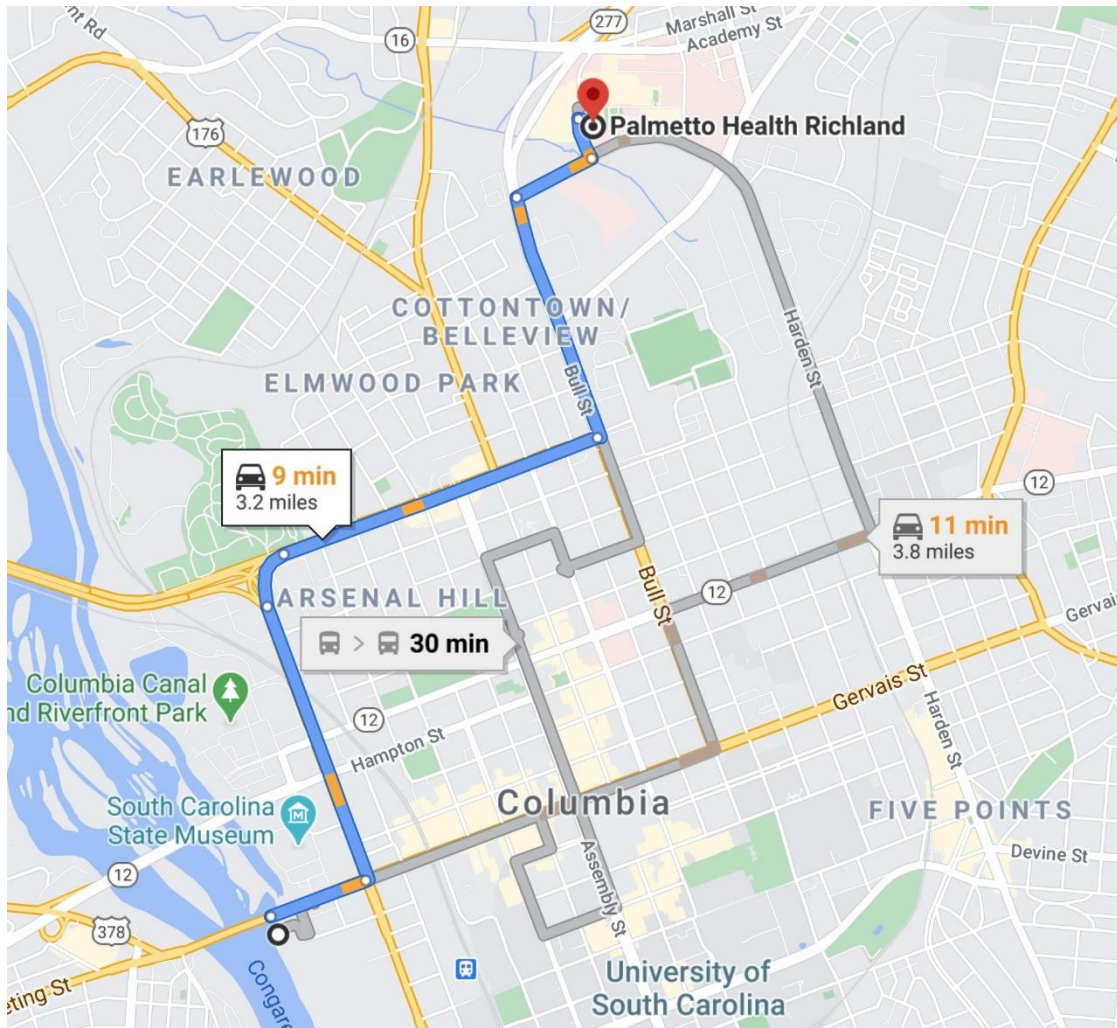 277
Marshall St
Academy St
16
Palmetto Health Richland
176
EARLEWOOD
COTTONTOWN/
BELLEVIEW
ELMWOOD PARK
Bull St
Harden St
9 min
3.2 miles
12
11 min
3.8 miles
ARSENAL HILL
12
Bull St
> 30 min
Gervais
Columbia Canal
nd Riverfront Park
12
Hampton St
Gervais St
Harden St
South Carolina
State Museum
M
Columbia
FIVE POINTS
Assembly St
Devine St
12
378
University of
South Carolina
eting St
Congare